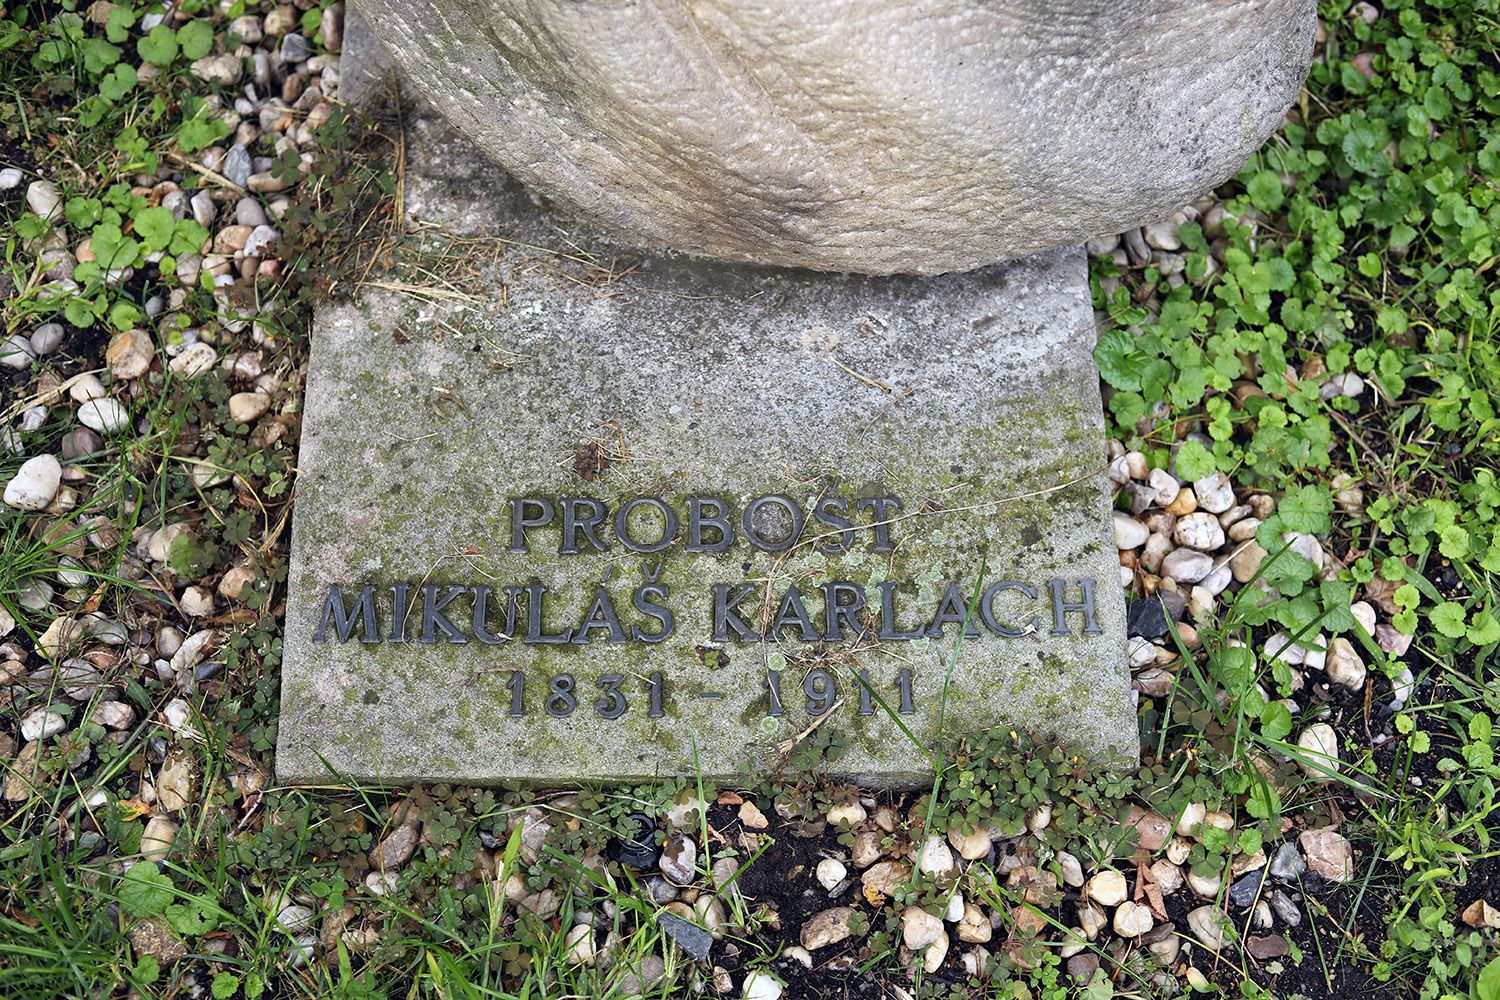 PROBOŠT
MIKULÁŠ KARLACH
1831 - 1911